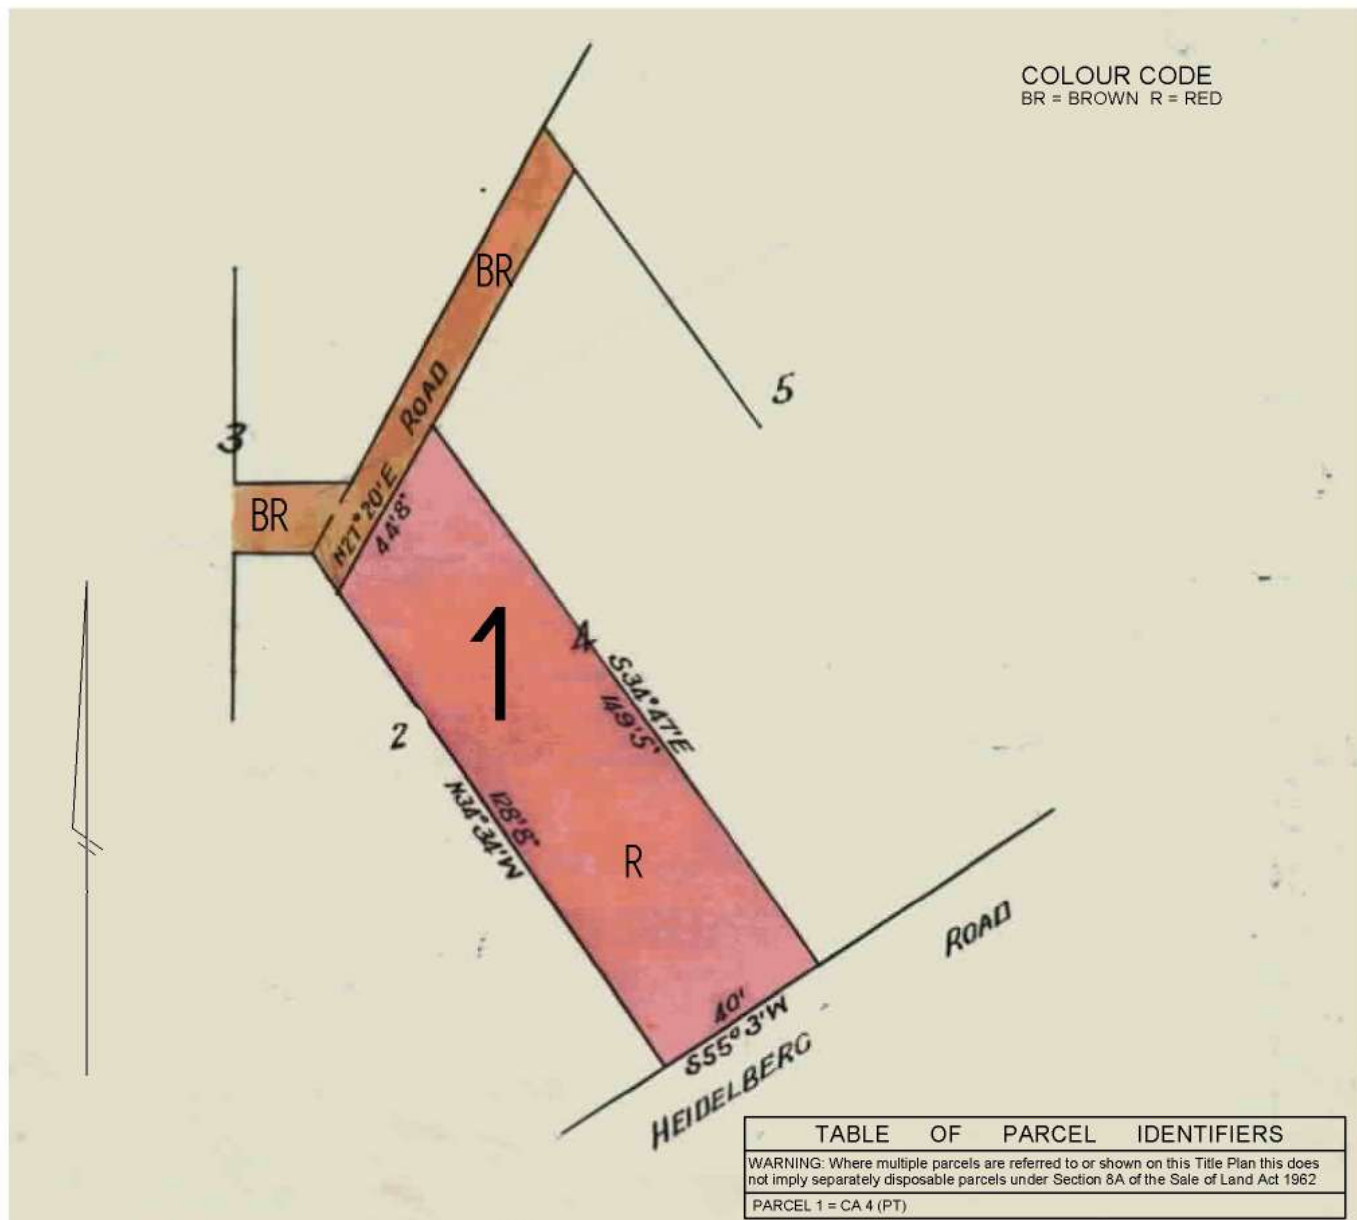 COLOUR CODE
BR = BROWN R = RED
BR
5
ROAD
3
BR
N27°20'E
44'8"
1
4
S34°47'E
149'5"
2
128'8"
N34°34'W
R
ROAD
40'
S55°3'W
HEIDELBERG
TABLE OF PARCEL IDENTIFIERS
WARNING: Where multiple parcels are referred to or shown on this Title Plan this does
not imply separately disposable parcels under Section 8A of the Sale of Land Act 1962
PARCEL 1 = CA 4 (PT)